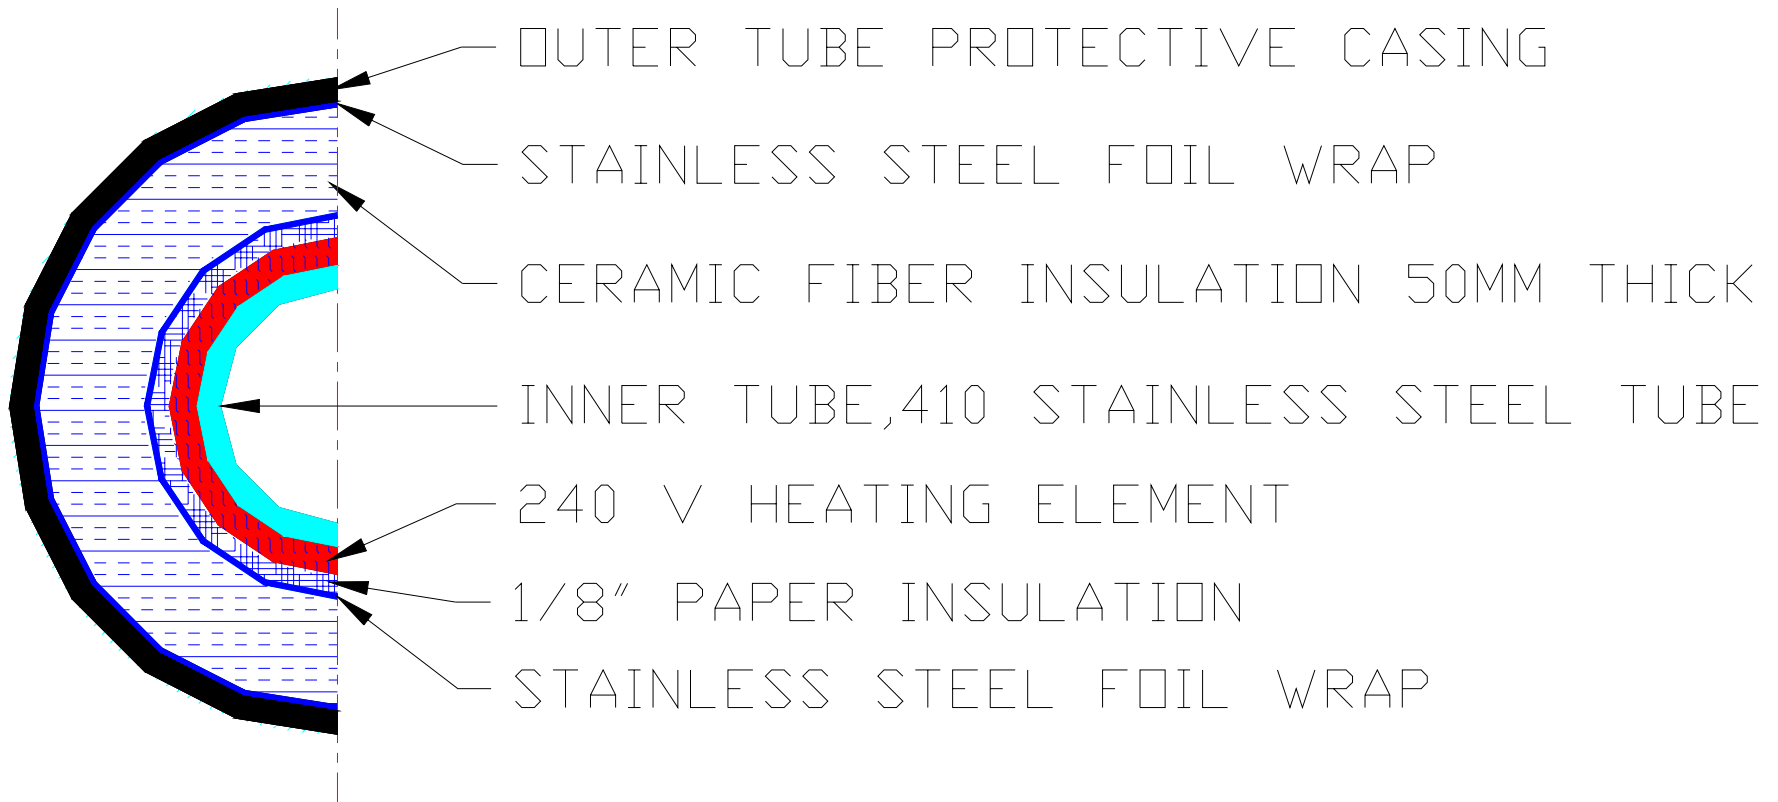 OUTER TUBE PROTECTIVE CASING
STAINLESS STEEL FOIL WRAP
CERAMIC FIBER INSULATION 50MM THICK
INNER TUBE,410 STAINLESS STEEL TUBE
240 V HEATING ELEMENT
1/8" PAPER INSULATION
STAINLESS STEEL FOIL WRAP